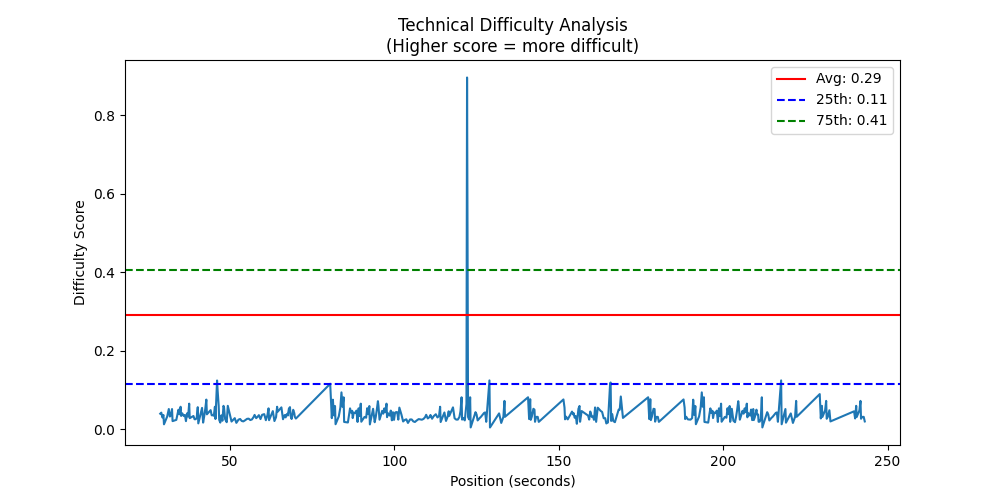 Technical Difficulty Analysis
(Higher score = more difficult)
Avg: 0.29
25th: 0.11
75th: 0.41
Difficulty Score
0.8
0.6
0.4
0.2
0.0
50
100
150
200
250
Position (seconds)